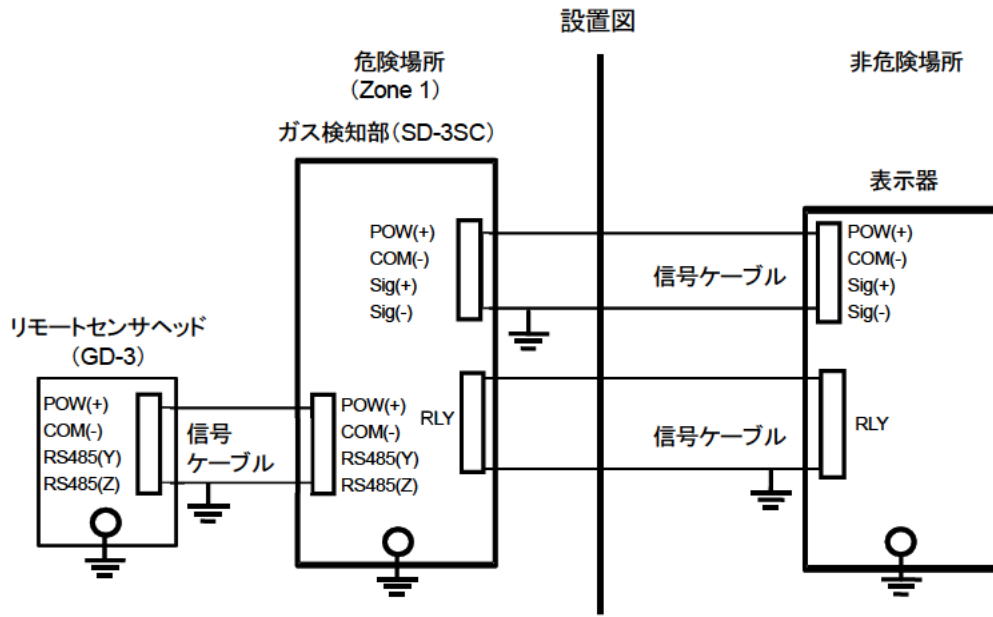 設置図
危険場所
(Zone 1)
非危険場所
ガス検知部(SD-3SC)
表示器
POW(+)
COM(-)
Sig(+)
Sig(-)
信号ケーブル
POW(+)
COM(-)
Sig(+)
Sig(-)
リモートセンサヘッド
(GD-3)
POW(+)
COM(-)
RS485(Y)
RS485(Z)
信号
ケーブル
POW(+)
COM(-)
RS485(Y)
RS485(Z)
RLY
信号ケーブル
RLY